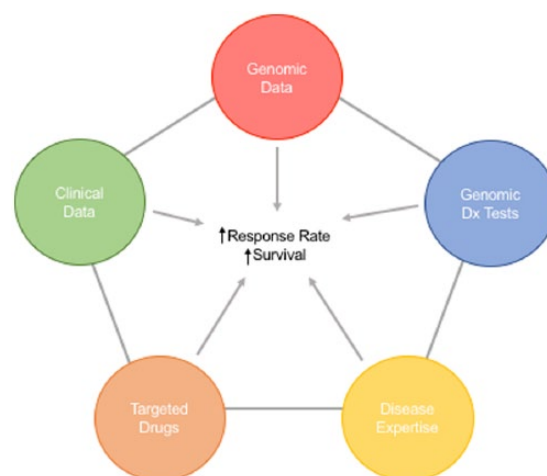 Genomic
Data
Clinical
Data
Genomic
Dx Tests
↑Response Rate
↑Survival
Targeted
Drugs
Disease
Expertise